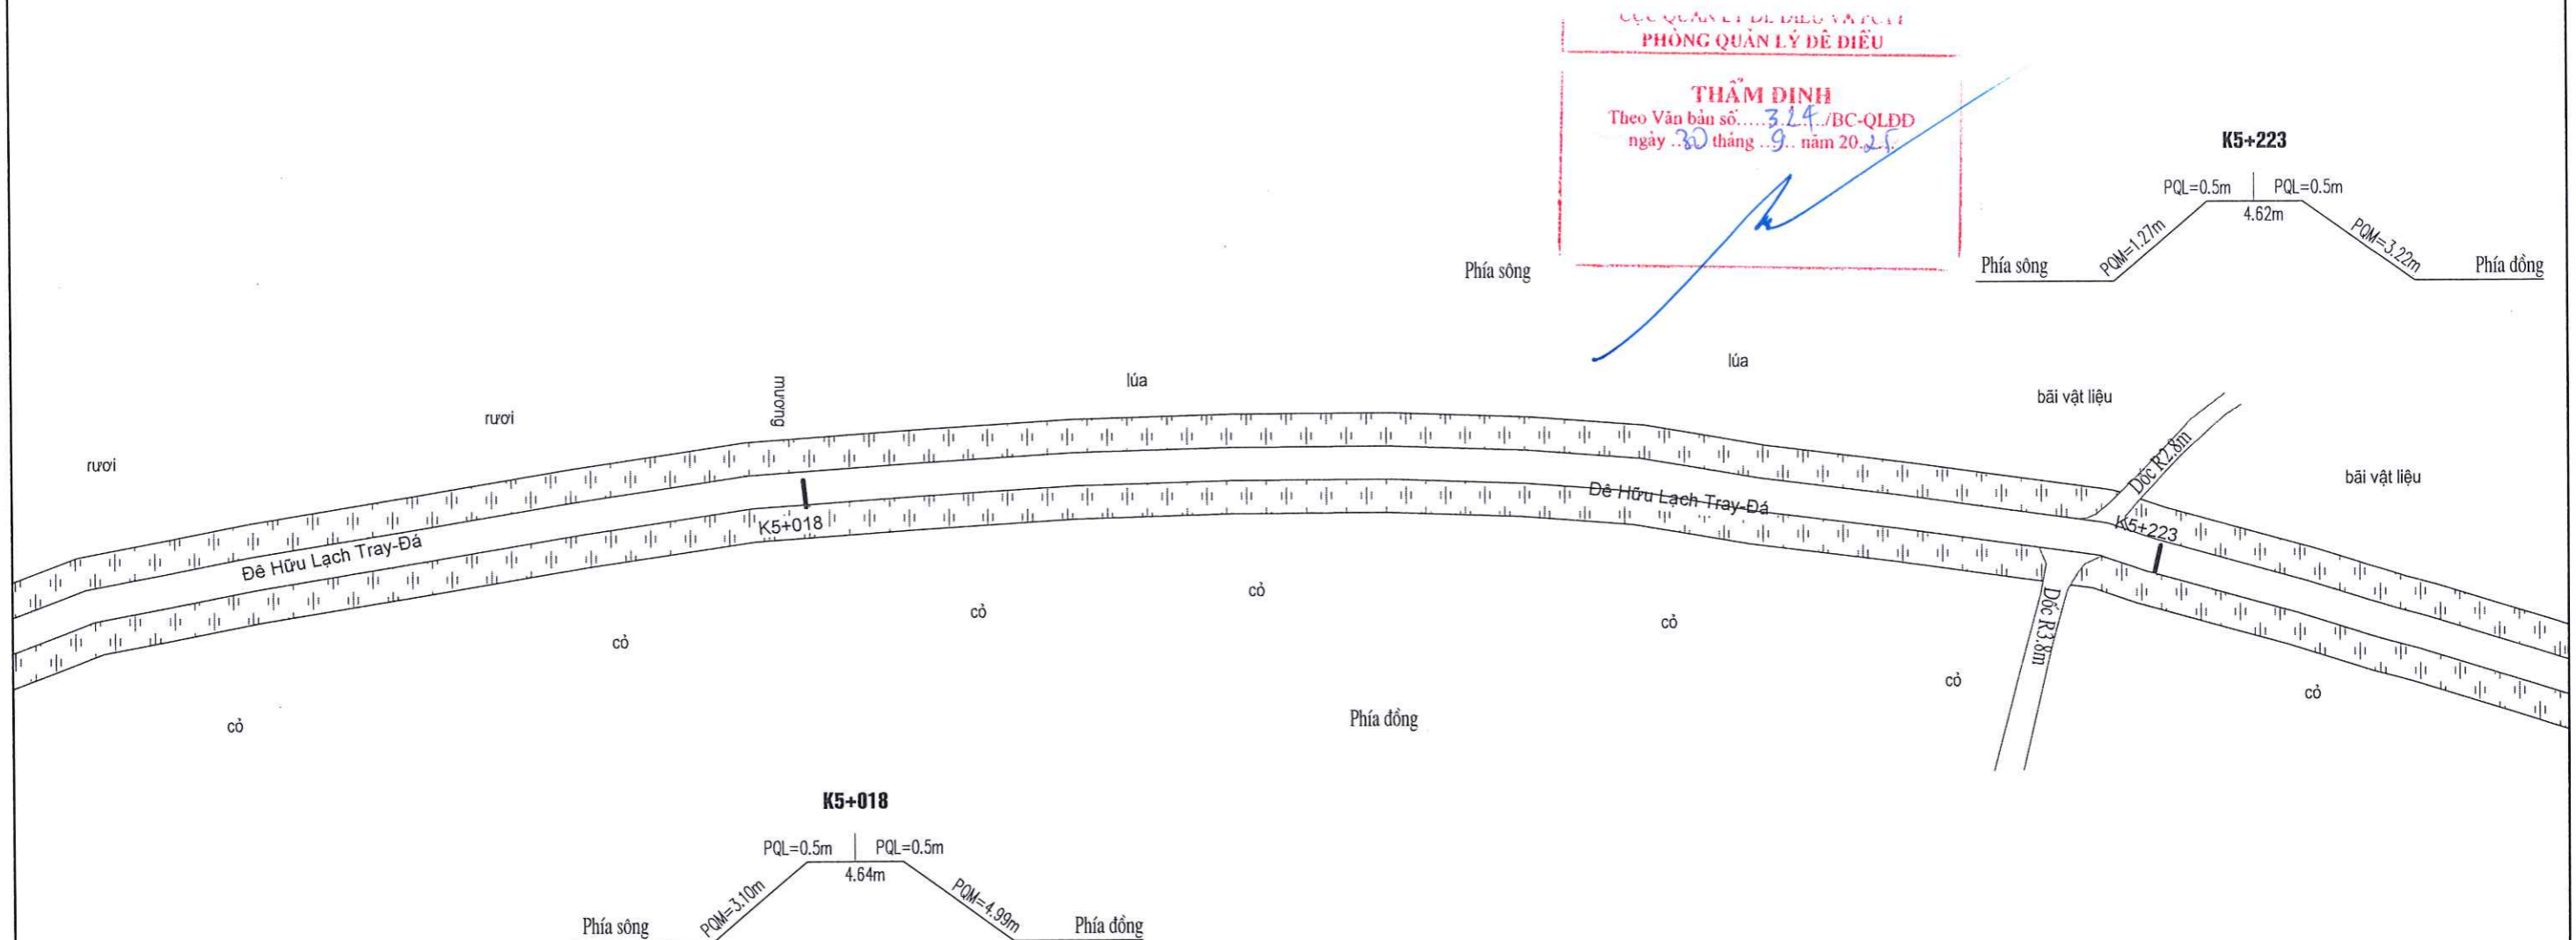 PHÒNG QUẢN LÝ ĐÊ ĐIỀU
THẨM ĐỊNH
Theo Văn bản số.....324../BC-QLĐĐ
ngày ..30 tháng ..9.. năm 20.25.
K5+223
PQL=0.5m PQL=0.5m
4.62m
PQM=1.27m
PQM=3.22m
Phía sông
Phía đồng
Phía sông
lúa
lúa
bãi vật liệu
mương
rươi
rươi
Dốc R2.8m
bãi vật liệu
Đê Hữu Lạch Tray-Đá
K5+018
K5+223
Đê Hữu Lạch Tray-Đá
Dốc R3.8m
cỏ
cỏ
cỏ
cỏ
cỏ
cỏ
cỏ
Phía đồng
K5+018
PQL=0.5m PQL=0.5m
4.64m
PQM=3.10m
PQM=4.99m
Phía sông
Phía đồng